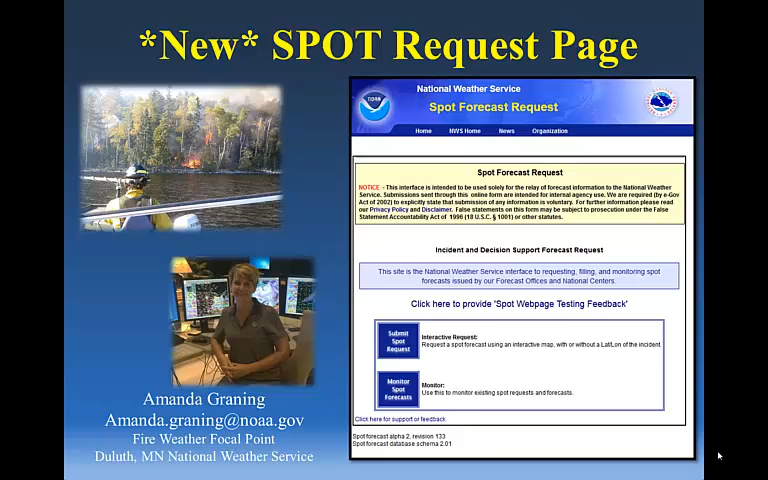 *New* SPOT Request Page
National Weather Service
Spot Forecast Request
Home NWS Home News Organization
Spot Forecast Request
NOTICE - This interface is intended to be used solely for the relay of forecast information to the National Weather
Service. Submissions sent through this online form are intended for internal agency use. We are required (by e-Gov
Act of 2002) to explicitly state that submission of any information is voluntary. For further information please read
our Privacy Policy and Disclaimer. False statements on this form may be subject to prosecution under the False
Statement Accountability Act of 1996 (18 U.S.C. § 1001) or other statutes.
Incident and Decision Support Forecast Request
This site is the National Weather Service interface to requesting, filling, and monitoring spot
forecasts issued by our Forecast Offices and National Centers.
Click here to provide 'Spot Webpage Testing Feedback'
Submit
Spot
Request
Interactive Request:
Request a spot forecast using an interactive map, with or without a Lat/Lon of the incident.
Monitor
Spot
Forecasts
Monitor:
Use this to monitor existing spot requests and forecasts.
Click here for support or feedback
Spot forecast alpha 2, revision 133
Spot forecast database schema 2.01
Amanda Graning
Amanda.graning@noaa.gov
Fire Weather Focal Point
Duluth, MN National Weather Service